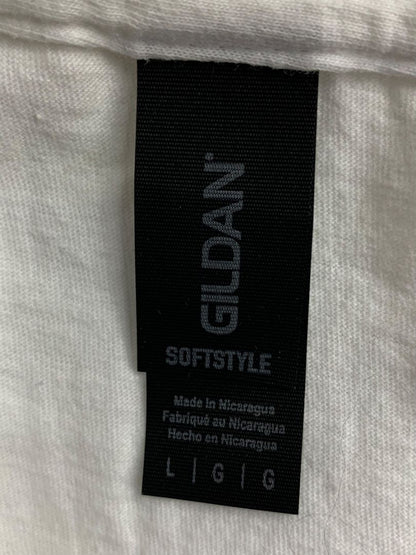 GILDAN®
SOFTSTYLE
Made in Nicaragua
Fabriqué au Nicaragua
Hecho en Nicaragua
L | G | G